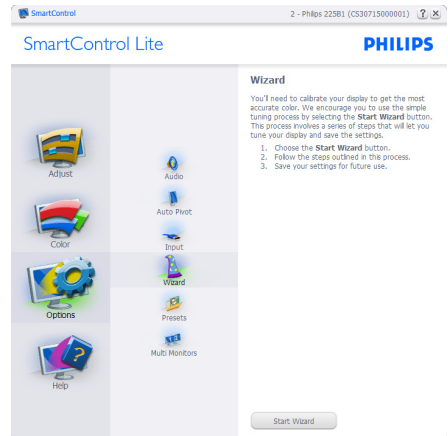 SmartControl
2 - Philips 225B1 (CS30715000001)
? X
SmartControl Lite
PHILIPS
Adjust
Color
Options
Help
Audio
Auto Pivot
Input
Wizard
Presets
Multi Monitors
Wizard
You'll need to calibrate your display to get the most
accurate color. We encourage you to use the simple
tuning process by selecting the Start Wizard button.
This process involves a series of steps that will let you
tune your display and save the settings.
1. Choose the Start Wizard button.
2. Follow the steps outlined in this process.
3. Save your settings for future use.
Start Wizard